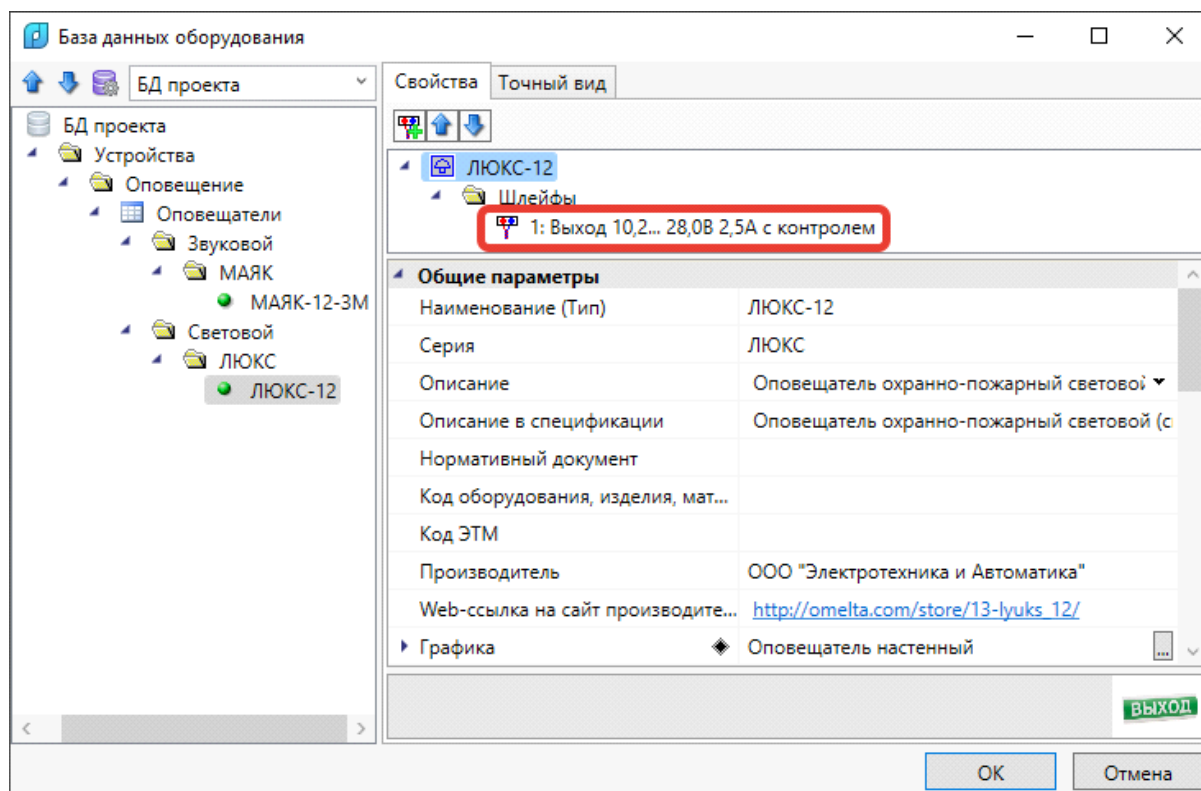 База данных оборудования
БД проекта
БД проекта
Устройства
Оповещение
Оповещатели
Звуковой
МАЯК
МАЯК-12-3М
Световой
ЛЮКС
ЛЮКС-12
Свойства Точный вид
ЛЮКС-12
Шлейфы
1: Выход 10,2... 28,0В 2,5А с контролем
Общие параметры
Наименование (Тип) ЛЮКС-12
Серия ЛЮКС
Описание Оповещатель охранно-пожарный световой
Описание в спецификации Оповещатель охранно-пожарный световой (с
Нормативный документ
Код оборудования, изделия, мат...
Код ЭТМ
Производитель ООО "Электротехника и Автоматика"
Web-ссылка на сайт производите... http://omelta.com/store/13-lyuks_12/
Графика Оповещатель настенный ...
ВЫХОД
ОК Отмена